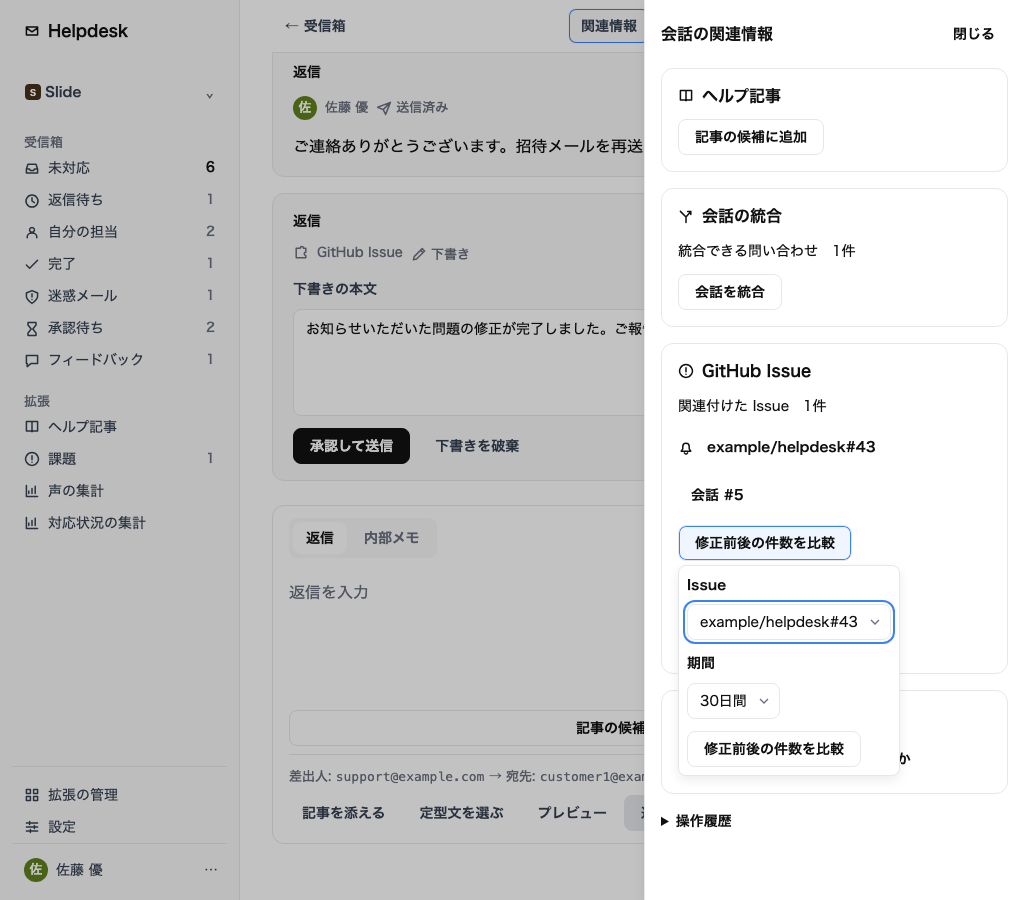 Helpdesk
S Slide
受信箱
未対応 6
返信待ち 1
自分の担当 2
完了 1
迷惑メール 1
承認待ち 2
フィードバック 1
拡張
ヘルプ記事
課題 1
声の集計
対応状況の集計
拡張の管理
設定
佐 佐藤 優 ...
← 受信箱
関連情報
返信
佐 佐藤 優 送信済み
ご連絡ありがとうございます。招待メールを再送
返信
GitHub Issue 下書き
下書きの本文
お知らせいただいた問題の修正が完了しました。ご報
承認して送信 下書きを破棄
返信 内部メモ
返信を入力
記事の候補
差出人: support@example.com → 宛先: customer1@exam
記事を添える 定型文を選ぶ プレビュー
会話の関連情報 閉じる
ヘルプ記事
記事の候補に追加
会話の統合
統合できる問い合わせ 1件
会話を統合
GitHub Issue
関連付けた Issue 1件
example/helpdesk#43
会話 #5
修正前後の件数を比較
Issue
example/helpdesk#43
期間
30日間
修正前後の件数を比較
か
▶ 操作履歴